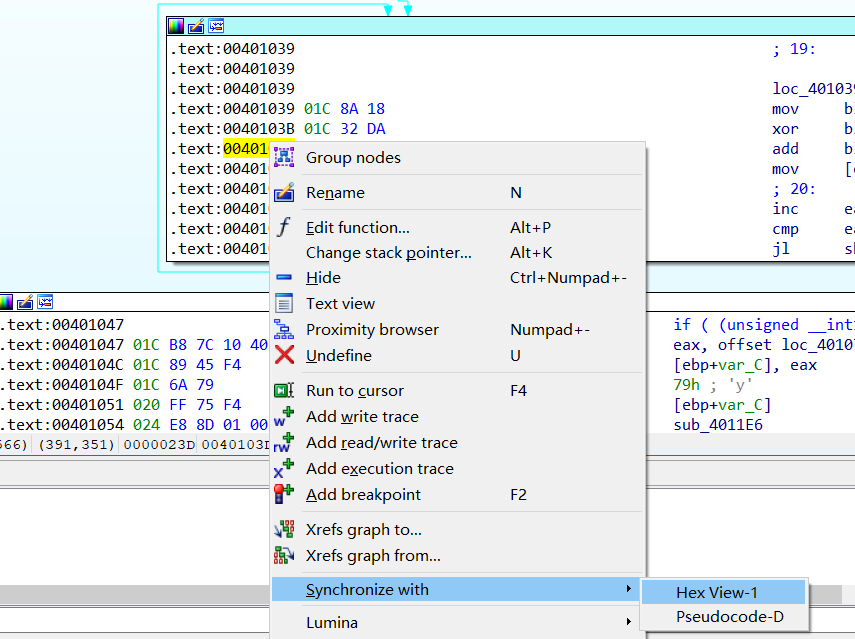 .text:00401039 ; 19:
.text:00401039
.text:00401039 loc_401039
.text:00401039 01C 8A 18 mov b
.text:0040103B 01C 32 DA xor b
.text:00401 add b
.text:00401 mov [
.text:00401 ; 20:
.text:00401 inc ea
.text:00401 cmp ea
.text:00401 jl s
Group nodes
Rename N
Edit function... Alt+P
Change stack pointer... Alt+K
Hide Ctrl+Numpad+-
Text view
Proximity browser Numpad+-
Undefine U
Run to cursor F4
Add write trace
Add read/write trace
Add execution trace
Add breakpoint F2
Xrefs graph to...
Xrefs graph from...
Synchronize with
Lumina
Hex View-1
Pseudocode-D
.text:00401047 if ( (unsigned __int
.text:00401047 01C B8 7C 10 40 eax, offset loc_4010
.text:0040104C 01C 89 45 F4 [ebp+var_C], eax
.text:0040104F 01C 6A 79 79h ; 'y'
.text:00401051 020 FF 75 F4 [ebp+var_C]
.text:00401054 024 E8 8D 01 00 sub_4011E6
566) (391,351) 0000023D 0040103D